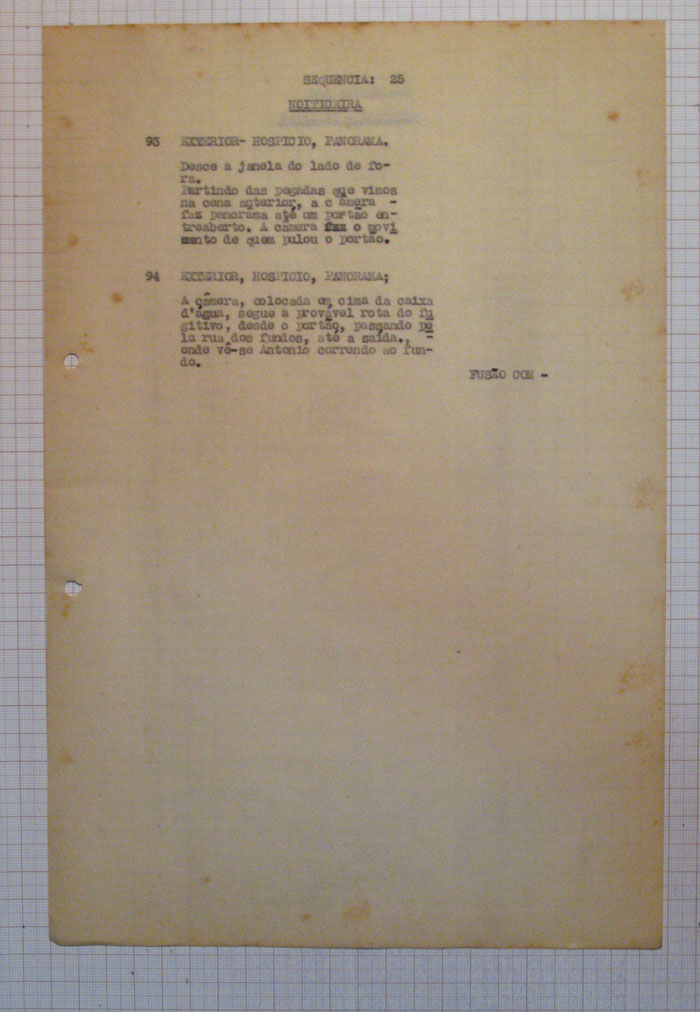 SEQUENCIA: 25
NOITIDEIRA
93 EXTERIOR- HOSPICIO, PANORAMA.
Desce a janela do lado de fo-
ra.
Partindo das pegadas que vimos
na cena anterior, a c âmera -
faz panorama até um portão en-
treaberto. A câmera faz o movi
mento de quem pulou o portão.
94 EXTERIOR, HOSPICIO, PANORAMA;
A câmera, colocada em cima da caixa
d'água, segue a provável rota do fu
gitivo, desde o portão, passando pe
la rua dos fundos, até a saída., -
onde vê-se Antonio correndo ao fun-
do.
FUSÃO COM -